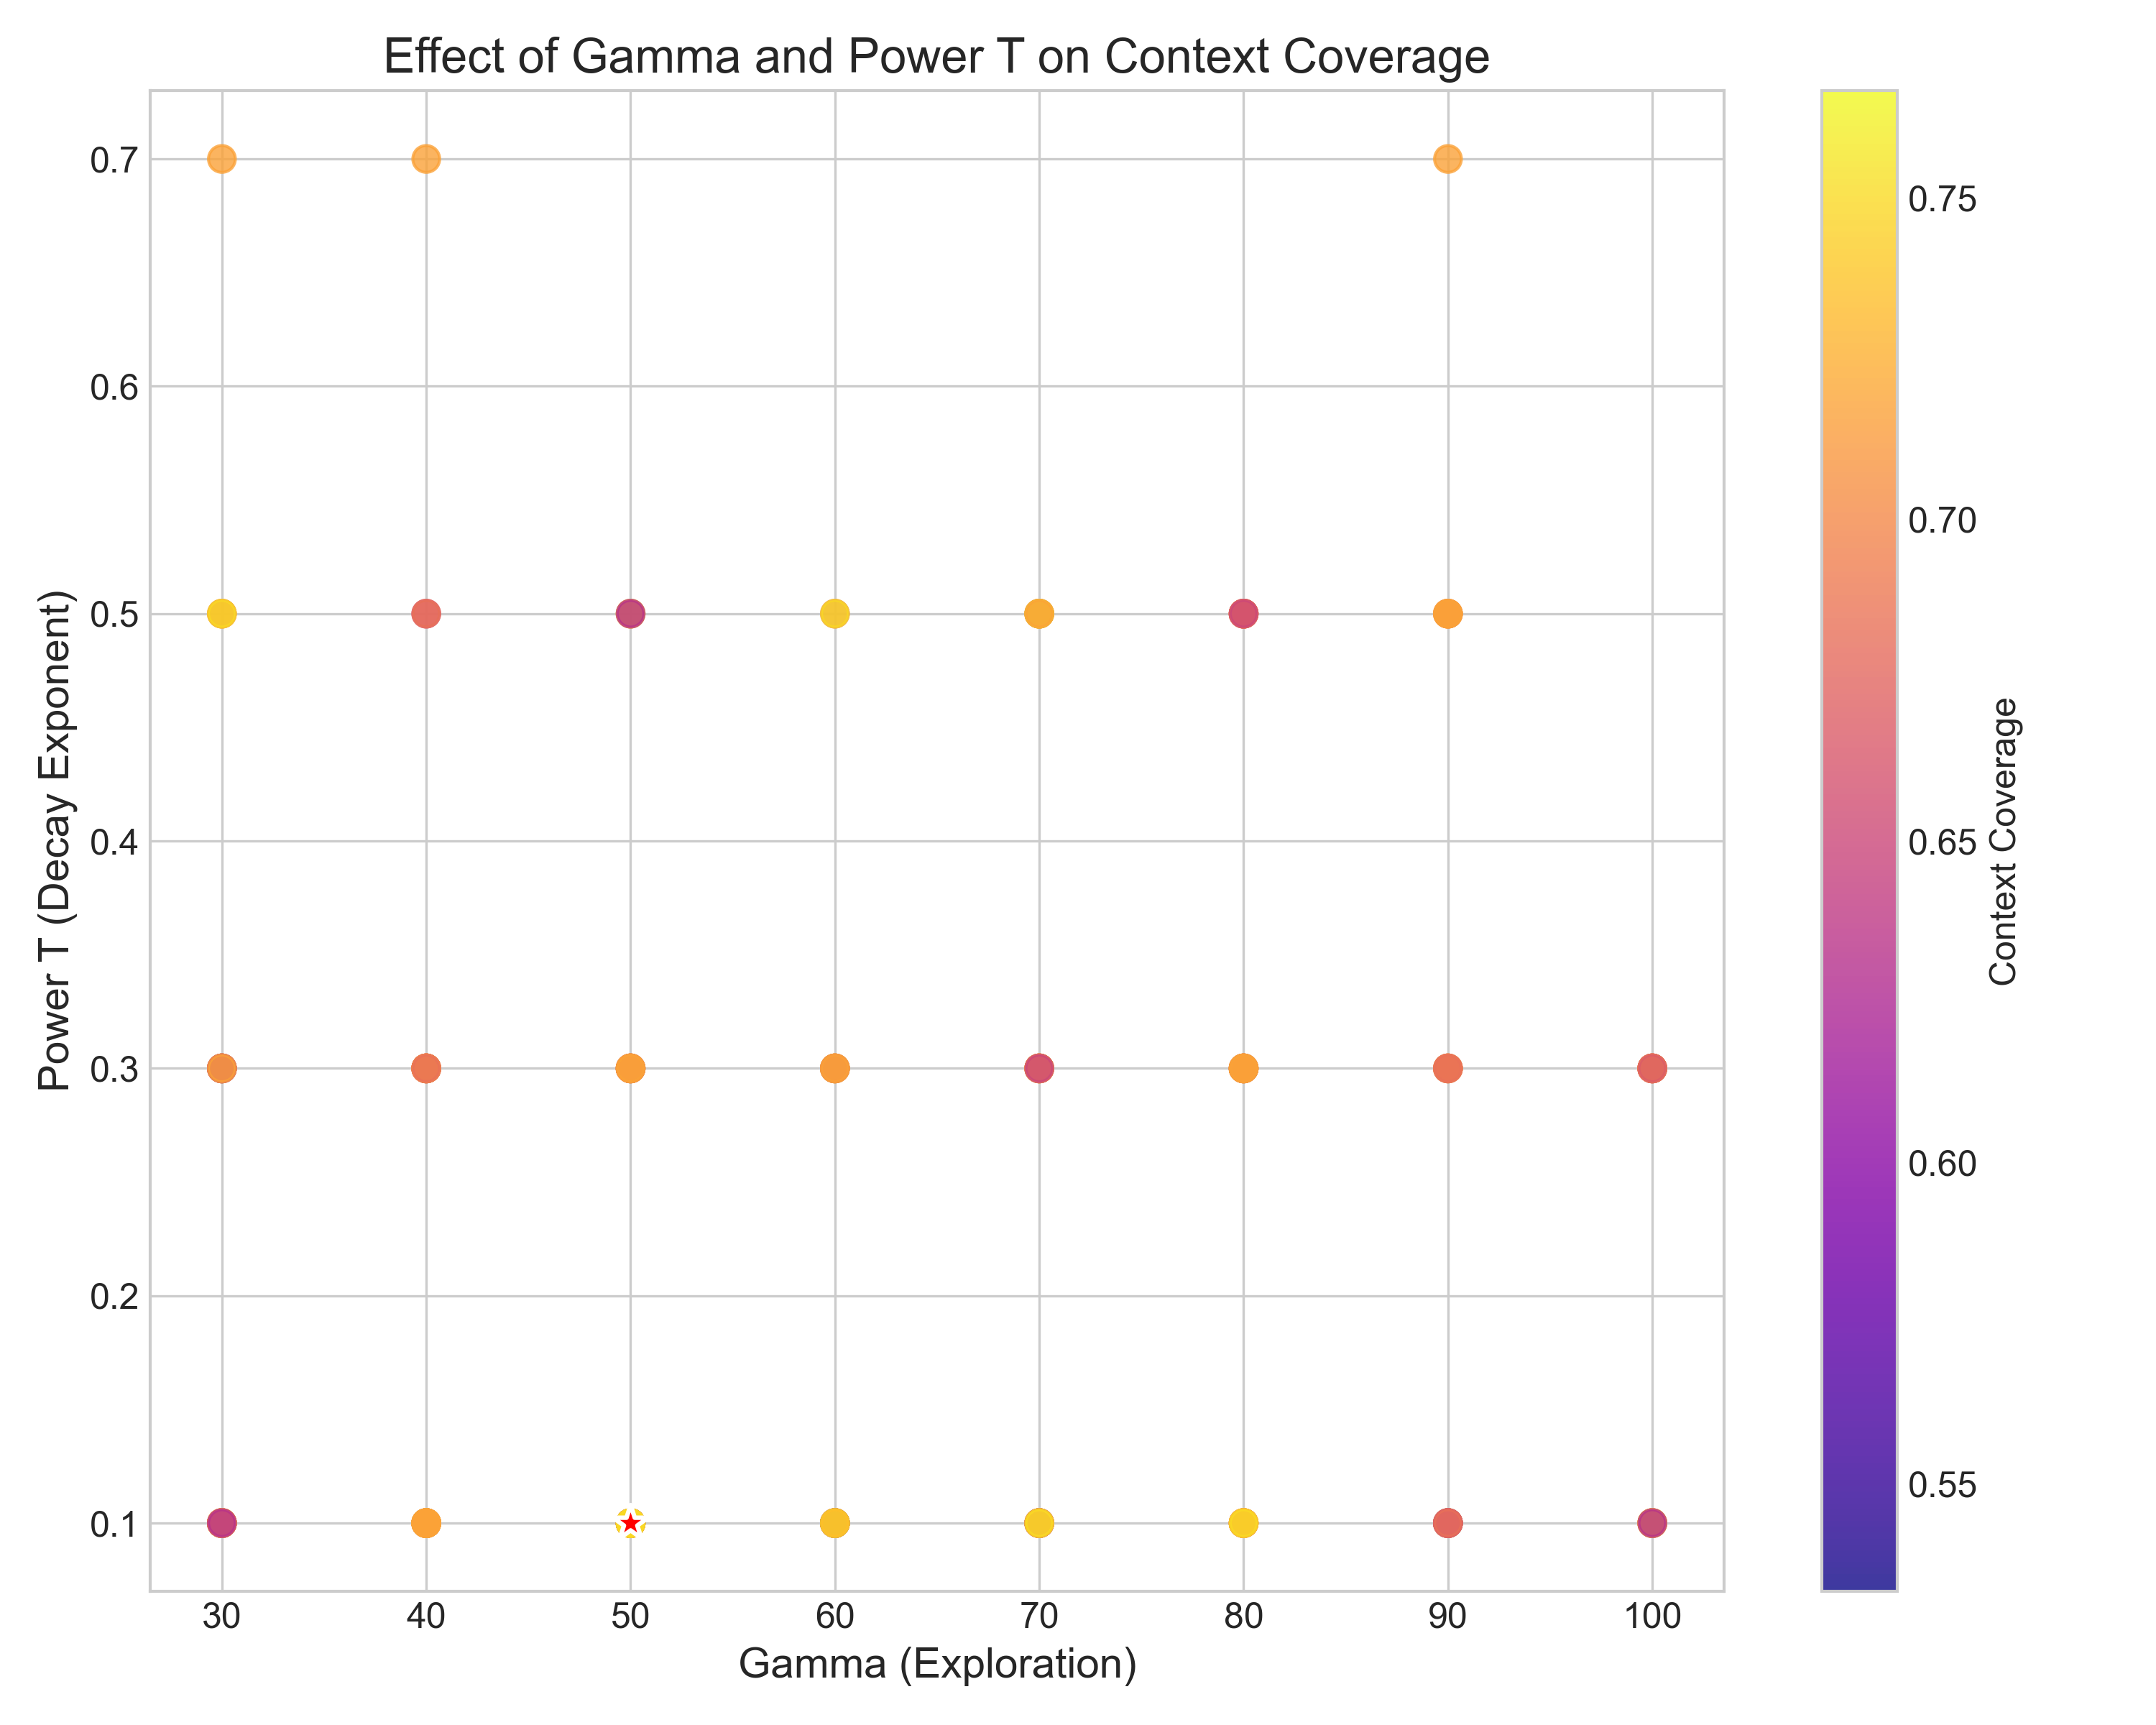 Effect of Gamma and Power T on Context Coverage
Power T (Decay Exponent)
0.7
0.6
0.5
0.4
0.3
0.2
0.1
30 40 50 60 70 80 90 100
Gamma (Exploration)
0.75
0.70
0.65
0.60
0.55
Context Coverage